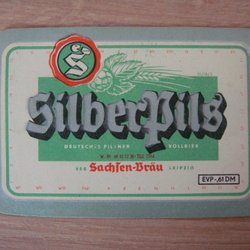 S
SilberPils
DEUTSCHES PILSNER VOLLBIER
VEB Sachsen-Bräu LEIPZIG
EVP -,61 DM